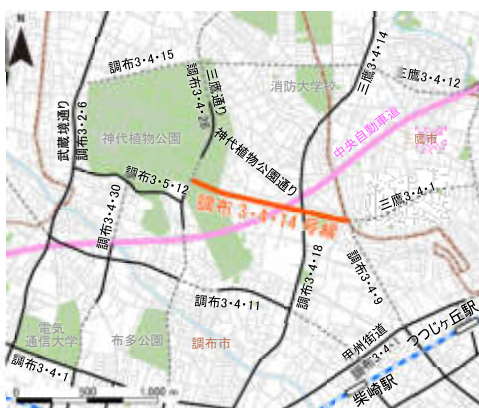 N
調布3・4・15
三鷹3・4・14
三鷹3・4・12
消防大学校
三鷹通り
調布3・4・26
武蔵境通り
調布3・2・6
神代植物公園
神代植物公園通り
中央自動車道
三鷹市
調布3・5・12
三鷹3・4・1
調布3・4・30
調布 3・4・14 号線
調布3・4・18
調布3・4・9
調布3・4・11
つつじヶ丘駅
甲州街道
調布3・4・1
電気
通信大学
布多公園
調布市
柴崎駅
調布3・4・1
0 500 1,000 m